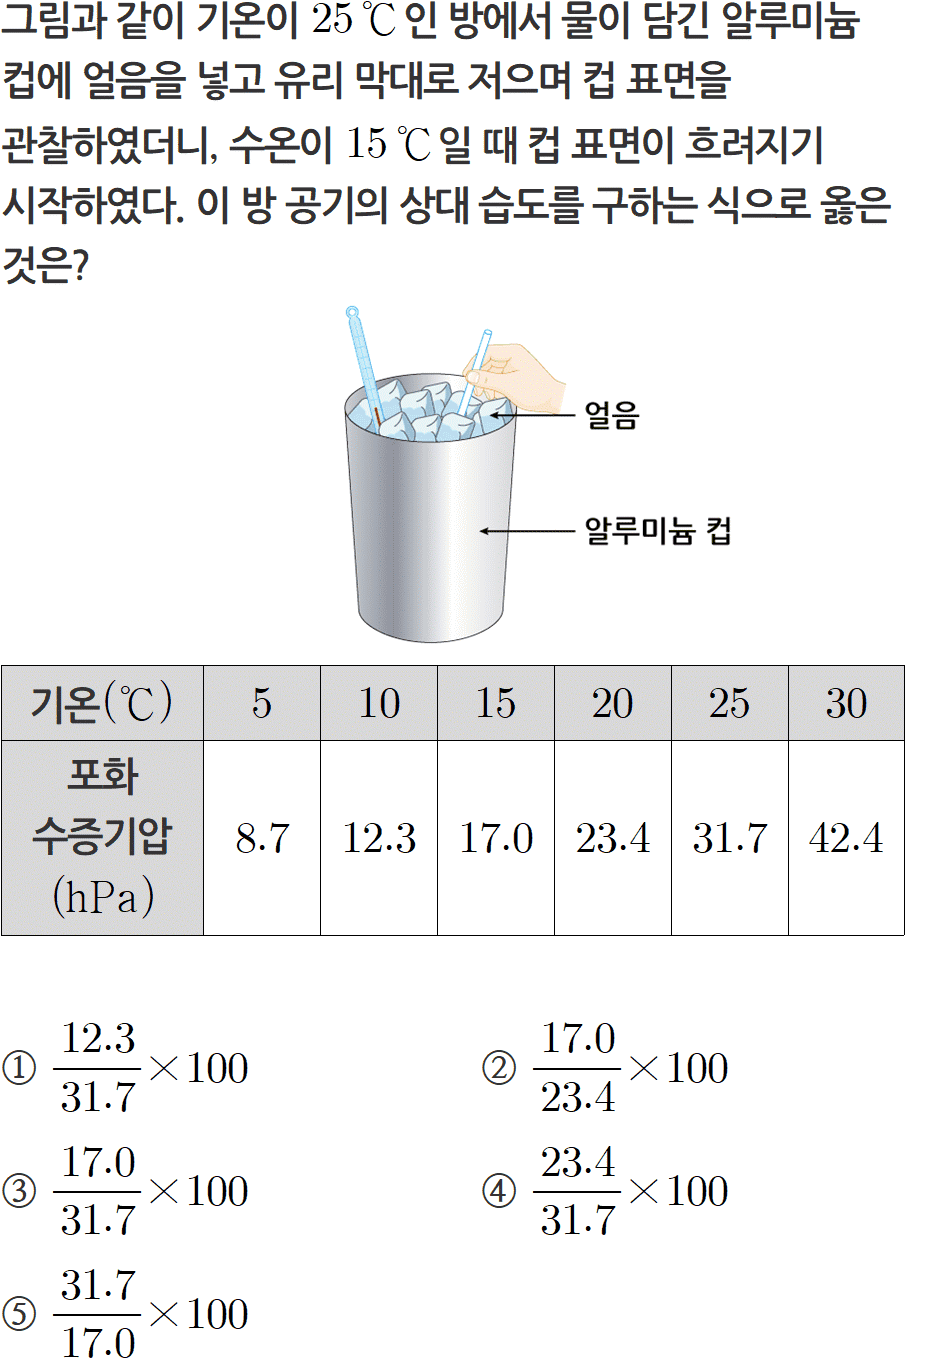 그림과 같이 기온이 25℃인 방에서 물이 담긴 알루미늄
컵에 얼음을 넣고 유리 막대로 저으며 컵 표면을
관찰하였더니, 수온이 15℃일 때 컵 표면이 흐려지기
시작하였다. 이 방 공기의 상대 습도를 구하는 식으로 옳은
것은?
얼음
알루미늄 컵
기온(℃) 5 10 15 20 25 30
포화
수증기압
(hPa)
8.7 12.3 17.0 23.4 31.7 42.4
① 12.3/31.7×100 ② 17.0/23.4×100
③ 17.0/31.7×100 ④ 23.4/31.7×100
⑤ 31.7/17.0×100